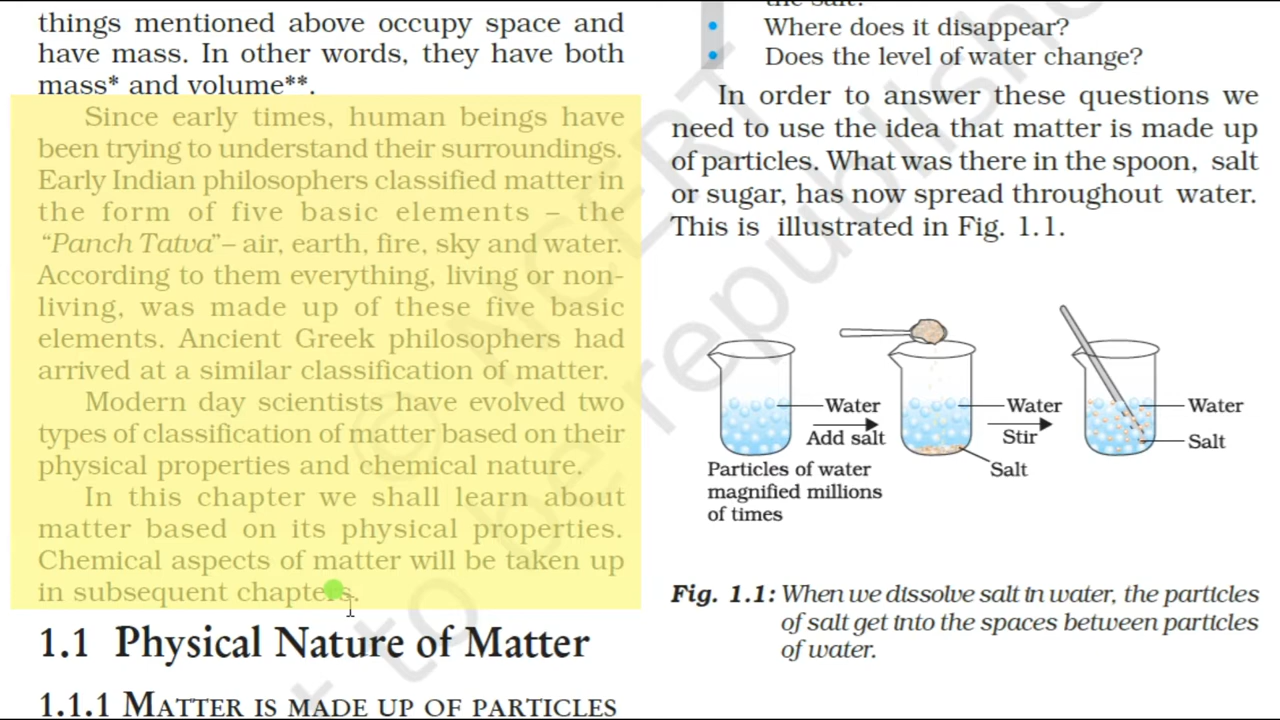 things mentioned above occupy space and
have mass. In other words, they have both
mass* and volume**.
Since early times, human beings have
been trying to understand their surroundings.
Early Indian philosophers classified matter in
the form of five basic elements – the
“Panch Tatva”– air, earth, fire, sky and water.
According to them everything, living or non-
living, was made up of these five basic
elements. Ancient Greek philosophers had
arrived at a similar classification of matter.
Modern day scientists have evolved two
types of classification of matter based on their
physical properties and chemical nature.
In this chapter we shall learn about
matter based on its physical properties.
Chemical aspects of matter will be taken up
in subsequent chapters.
1.1 Physical Nature of Matter
1.1.1 MATTER IS MADE UP OF PARTICLES
the salt?
• Where does it disappear?
• Does the level of water change?
In order to answer these questions we
need to use the idea that matter is made up
of particles. What was there in the spoon, salt
or sugar, has now spread throughout water.
This is illustrated in Fig. 1.1.
Water
Add salt
Particles of water
magnified millions
of times
Water
Stir
Salt
Water
Salt
Fig. 1.1: When we dissolve salt in water, the particles
of salt get into the spaces between particles
of water.
© NCERT
to be republished